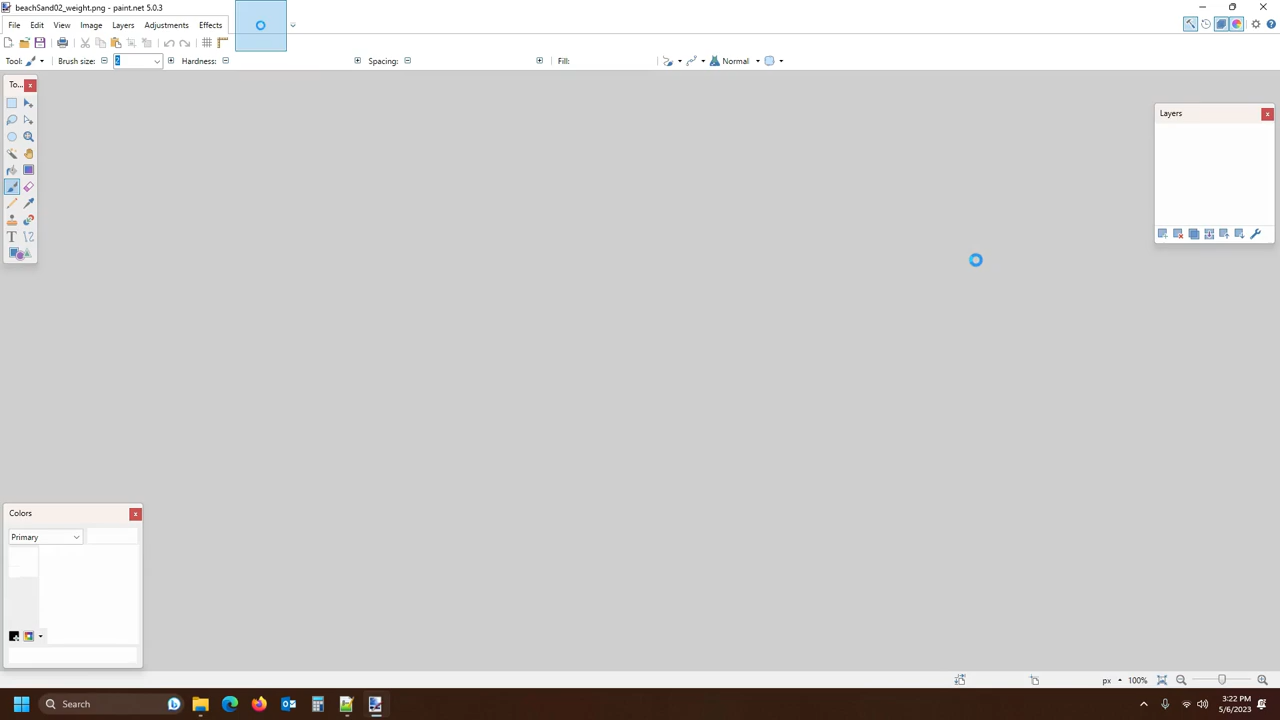 beachSand02_weight.png - paint.net 5.0.3
File Edit View Image Layers Adjustments Effects
Tool: Brush size: 2 Hardness: Spacing: Fill: Normal
To...
Layers
Colors
Primary
px 100%
Search
3:22 PM
5/6/2023